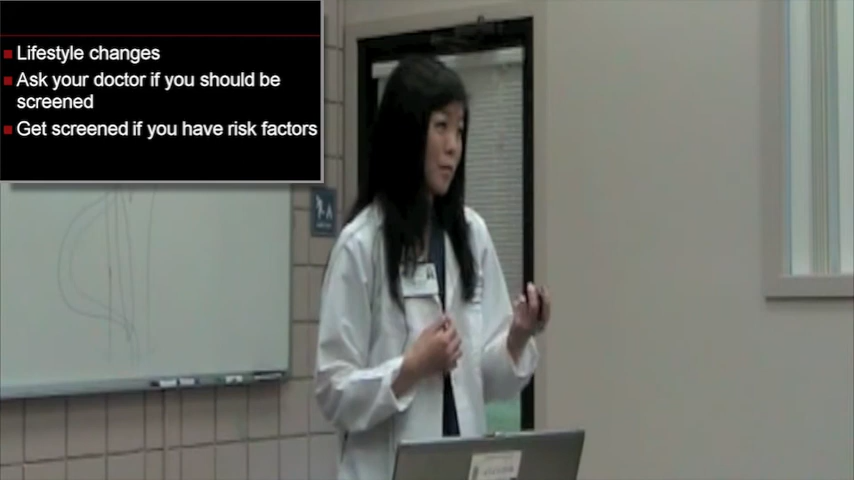 Lifestyle changes
Ask your doctor if you should be
screened
Get screened if you have risk factors